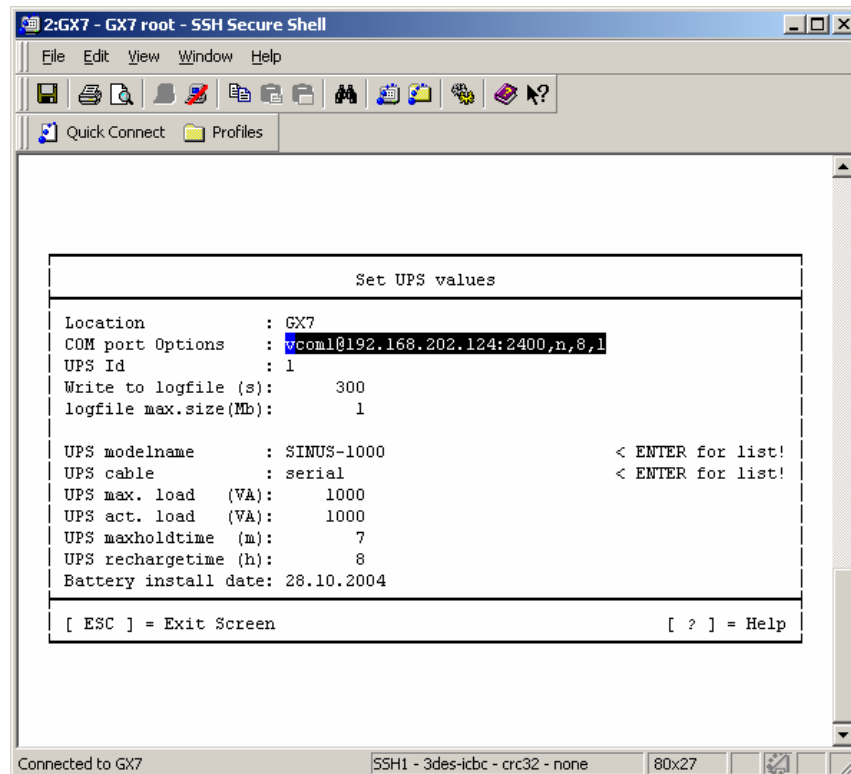 2:GX7 - GX7 root - SSH Secure Shell
File Edit View Window Help
Quick Connect Profiles
Set UPS values
Location : GX7
COM port Options : vcom1@192.168.202.124:2400,n,8,1
UPS Id : 1
Write to logfile (s): 300
logfile max.size(Mb): 1
UPS modelname : SINUS-1000 < ENTER for list!
UPS cable : serial < ENTER for list!
UPS max. load (VA): 1000
UPS act. load (VA): 1000
UPS maxholdtime (m): 7
UPS rechargetime (h): 8
Battery install date: 28.10.2004
[ ESC ] = Exit Screen [ ? ] = Help
Connected to GX7 SSH1 - 3des-icbc - crc32 - none 80x27